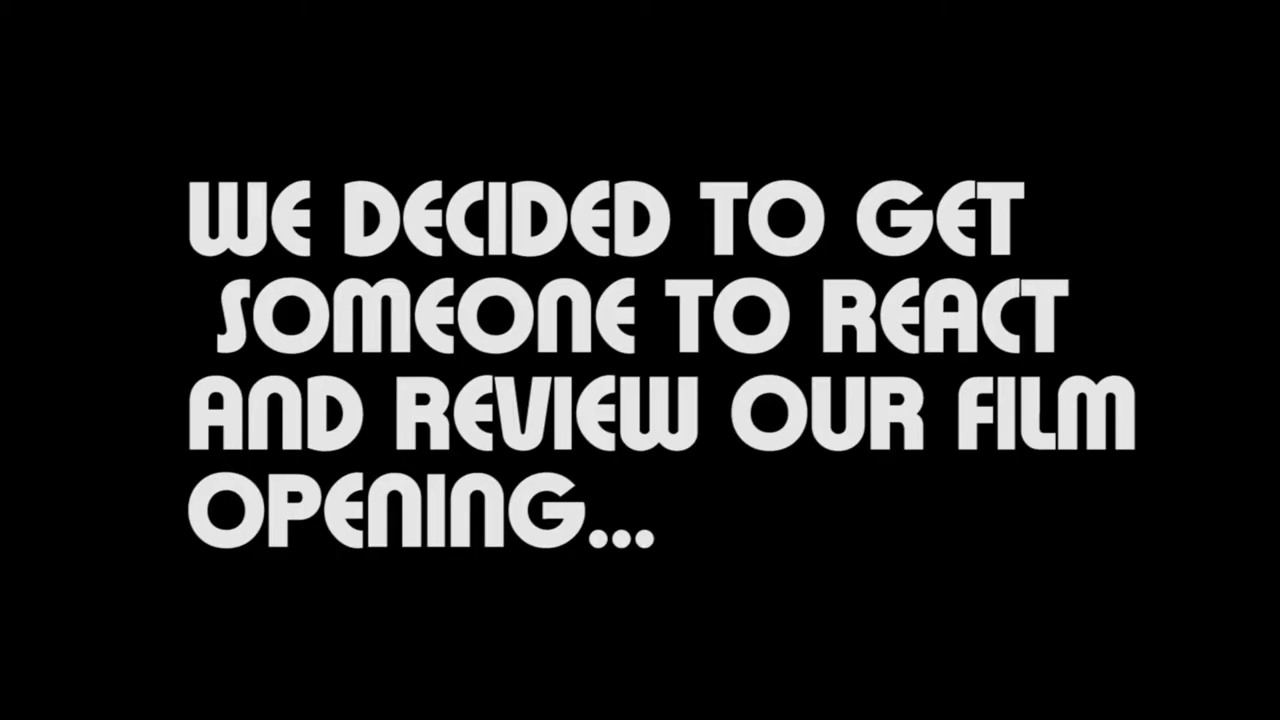 WE DECIDED TO GET
SOMEONE TO REACT
AND REVIEW OUR FILM
OPENING...